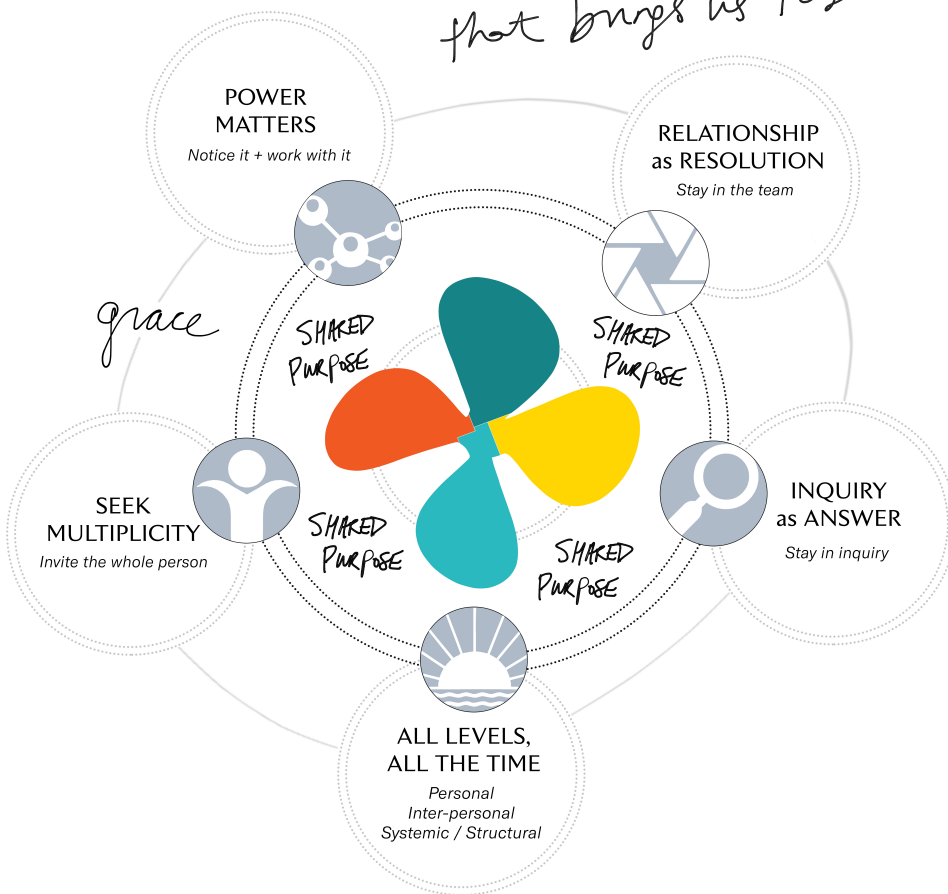 that brings us
POWER
MATTERS
Notice it + work with it
RELATIONSHIP
as RESOLUTION
Stay in the team
grace
SHARED
PURPOSE
SHARED
PURPOSE
SEEK
MULTIPLICITY
Invite the whole person
INQUIRY
as ANSWER
Stay in inquiry
SHARED
PURPOSE
SHARED
PURPOSE
ALL LEVELS,
ALL THE TIME
Personal
Inter-personal
Systemic / Structural